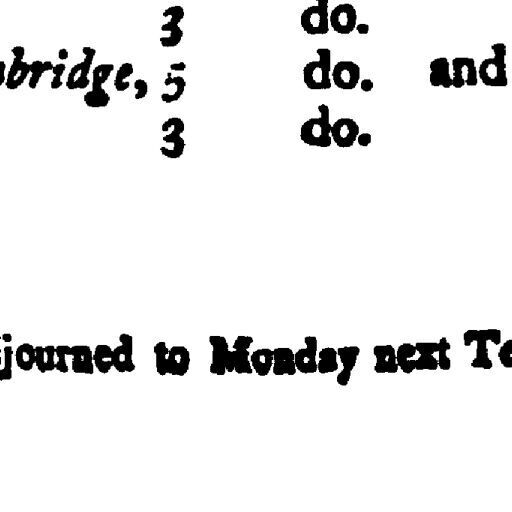 3 do.
bridge, 5 do. and
3 do.
journed to Monday next Te